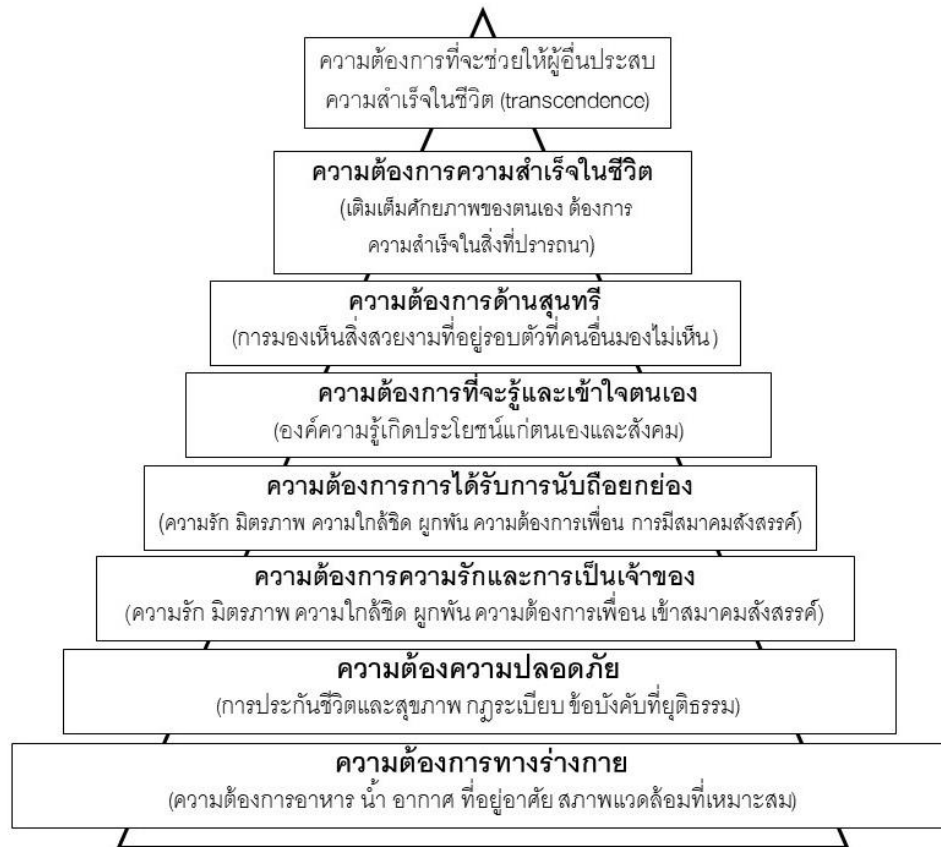 ความต้องการที่จะช่วยให้ผู้อื่นประสบ
ความสำเร็จในชีวิต (transcendence)
ความต้องการความสำเร็จในชีวิต
(เติมเต็มศักยภาพของตนเอง ต้องการ
ความสำเร็จในสิ่งที่ปรารถนา)
ความต้องการด้านสุนทรี
(การมองเห็นสิ่งสวยงามที่อยู่รอบตัวที่คนอื่นมองไม่เห็น)
ความต้องการที่จะรู้และเข้าใจตนเอง
(องค์ความรู้เกิดประโยชน์แก่ตนเองและสังคม)
ความต้องการการได้รับการนับถือยกย่อง
(ความรัก มิตรภาพ ความใกล้ชิด ผูกพัน ความต้องการเพื่อน การมีสมาคมสังสรรค์)
ความต้องการความรักและการเป็นเจ้าของ
(ความรัก มิตรภาพ ความใกล้ชิด ผูกพัน ความต้องการเพื่อน เข้าสมาคมสังสรรค์)
ความต้องความปลอดภัย
(การประกันชีวิตและสุขภาพ กฎระเบียบ ข้อบังคับที่ยุติธรรม)
ความต้องการทางร่างกาย
(ความต้องการอาหาร น้ำ อากาศ ที่อยู่อาศัย สภาพแวดล้อมที่เหมาะสม)